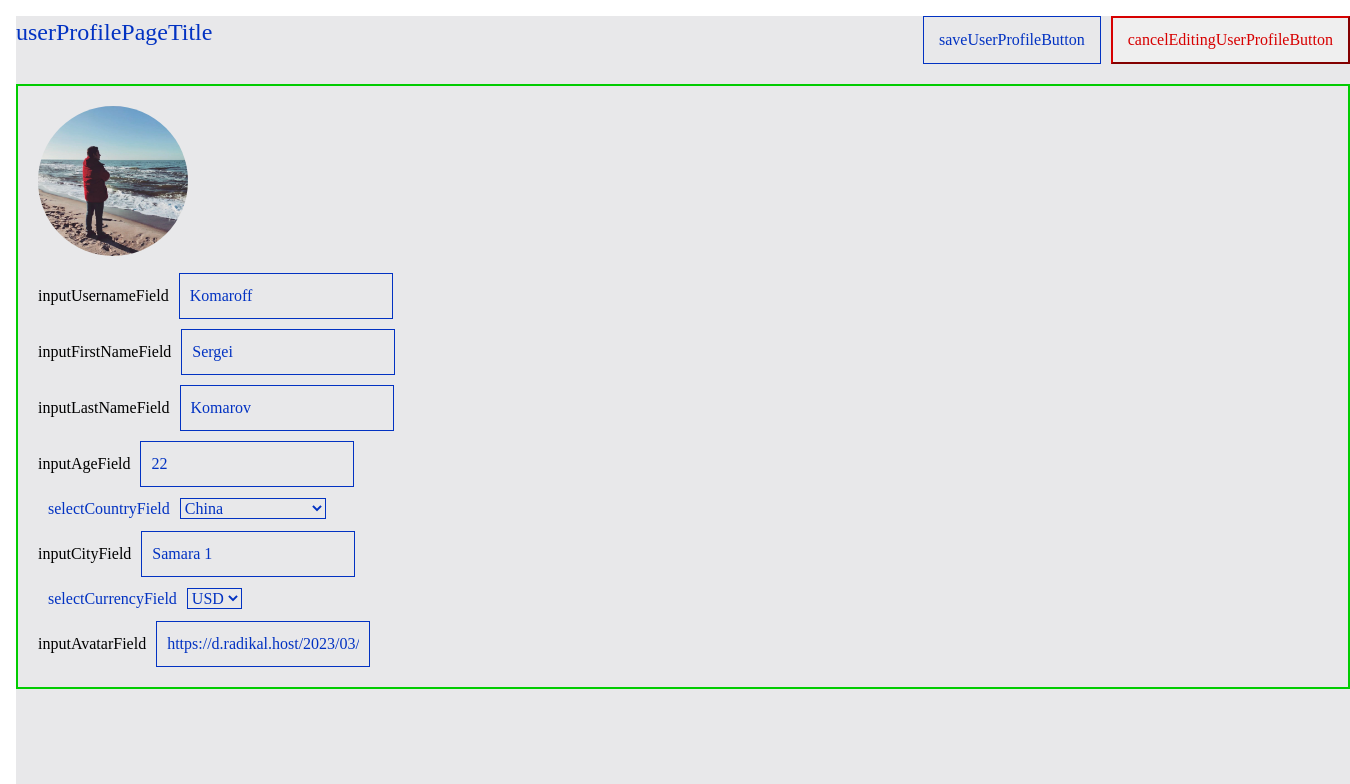 userProfilePageTitle
saveUserProfileButton
cancelEditingUserProfileButton
inputUsernameField Komaroff
inputFirstNameField Sergei
inputLastNameField Komarov
inputAgeField 22
selectCountryField China
inputCityField Samara 1
selectCurrencyField USD
inputAvatarField https://d.radikal.host/2023/03/